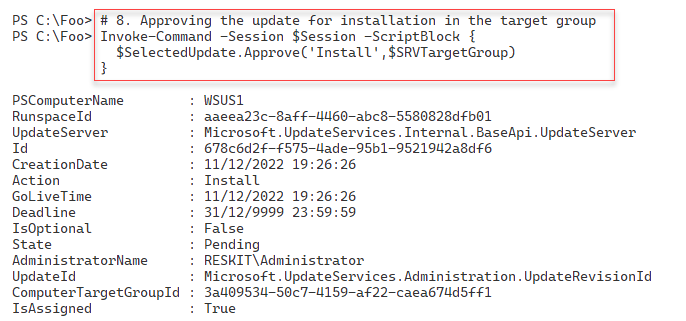 PS C:\Foo> # 8. Approving the update for installation in the target group
PS C:\Foo> Invoke-Command -Session $Session -ScriptBlock {
  $SelectedUpdate.Approve('Install',$SRVTargetGroup)
}
PSComputerName        : WSUS1
RunspaceId            : aaeea23c-8aff-4460-abc8-5580828dfb01
UpdateServer          : Microsoft.UpdateServices.Internal.BaseApi.UpdateServer
Id                    : 678c6d2f-f575-4ade-95b1-9521942a8df6
CreationDate          : 11/12/2022 19:26:26
Action                : Install
GoLiveTime            : 11/12/2022 19:26:26
Deadline              : 31/12/9999 23:59:59
IsOptional            : False
State                 : Pending
AdministratorName     : RESKIT\Administrator
UpdateId              : Microsoft.UpdateServices.Administration.UpdateRevisionId
ComputerTargetGroupId : 3a409534-50c7-4159-af22-caea674d5ff1
IsAssigned            : True